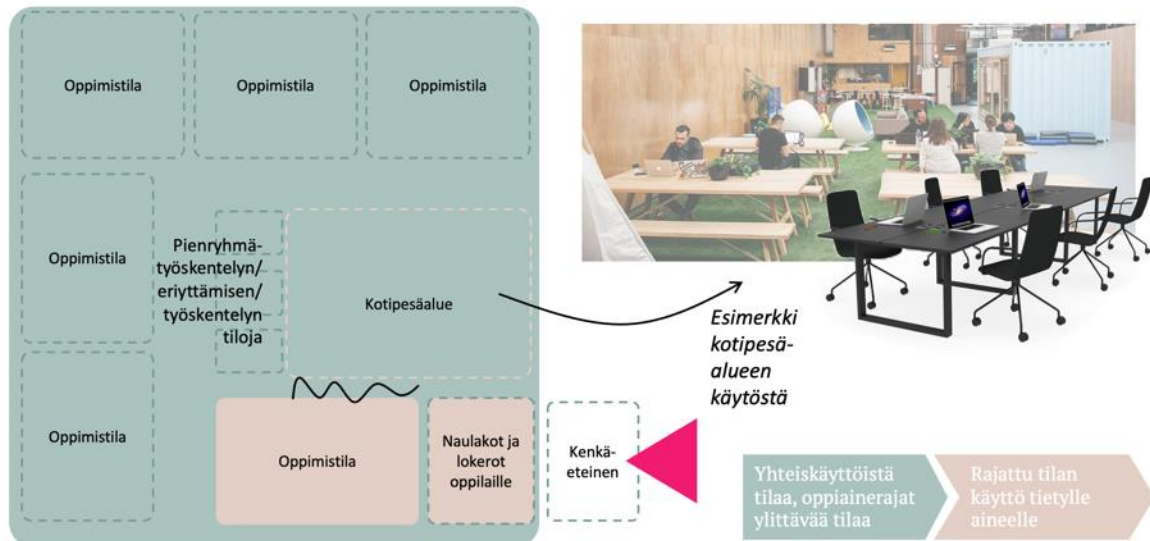 Oppimistila
Oppimistila
Oppimistila
Oppimistila
Pienryhmä-
työskentelyn/
eriyttämisen/
työskentelyn
tiloja
Kotipesäalue
Oppimistila
Oppimistila
Naulakot ja
lokerot
oppilaille
Kenkä-
eteinen
Esimerkki
kotipesä-
alueen
käytöstä
Yhteiskäyttöistä
tilaa, oppiainerajat
ylittävää tilaa
Rajattu tilan
käyttö tietylle
aineelle